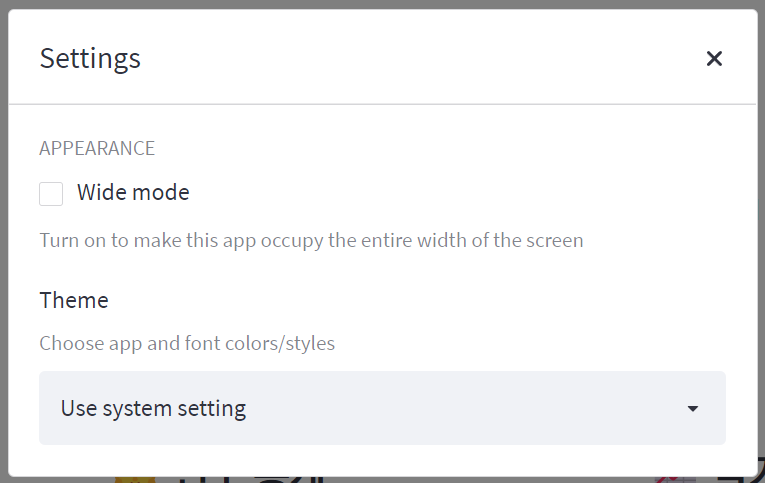 Settings
APPEARANCE
Wide mode
Turn on to make this app occupy the entire width of the screen
Theme
Choose app and font colors/styles
Use system setting